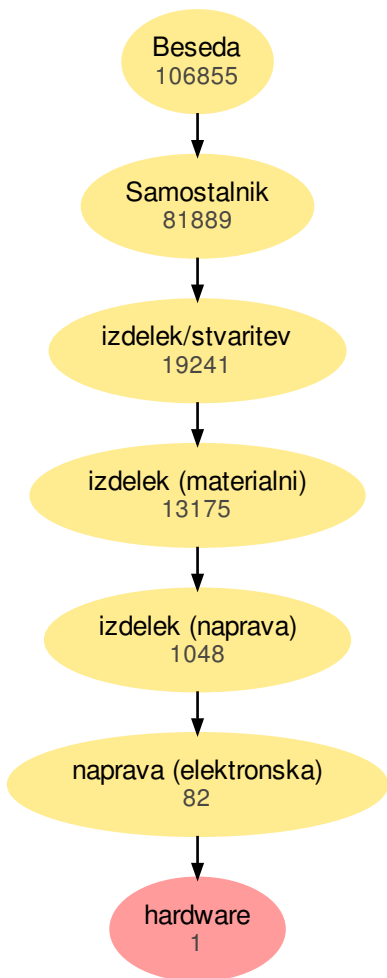 Beseda
106855
Samostalnik
81889
izdelek/stvaritev
19241
izdelek (materialni)
13175
izdelek (naprava)
1048
naprava (elektronska)
82
hardware
1